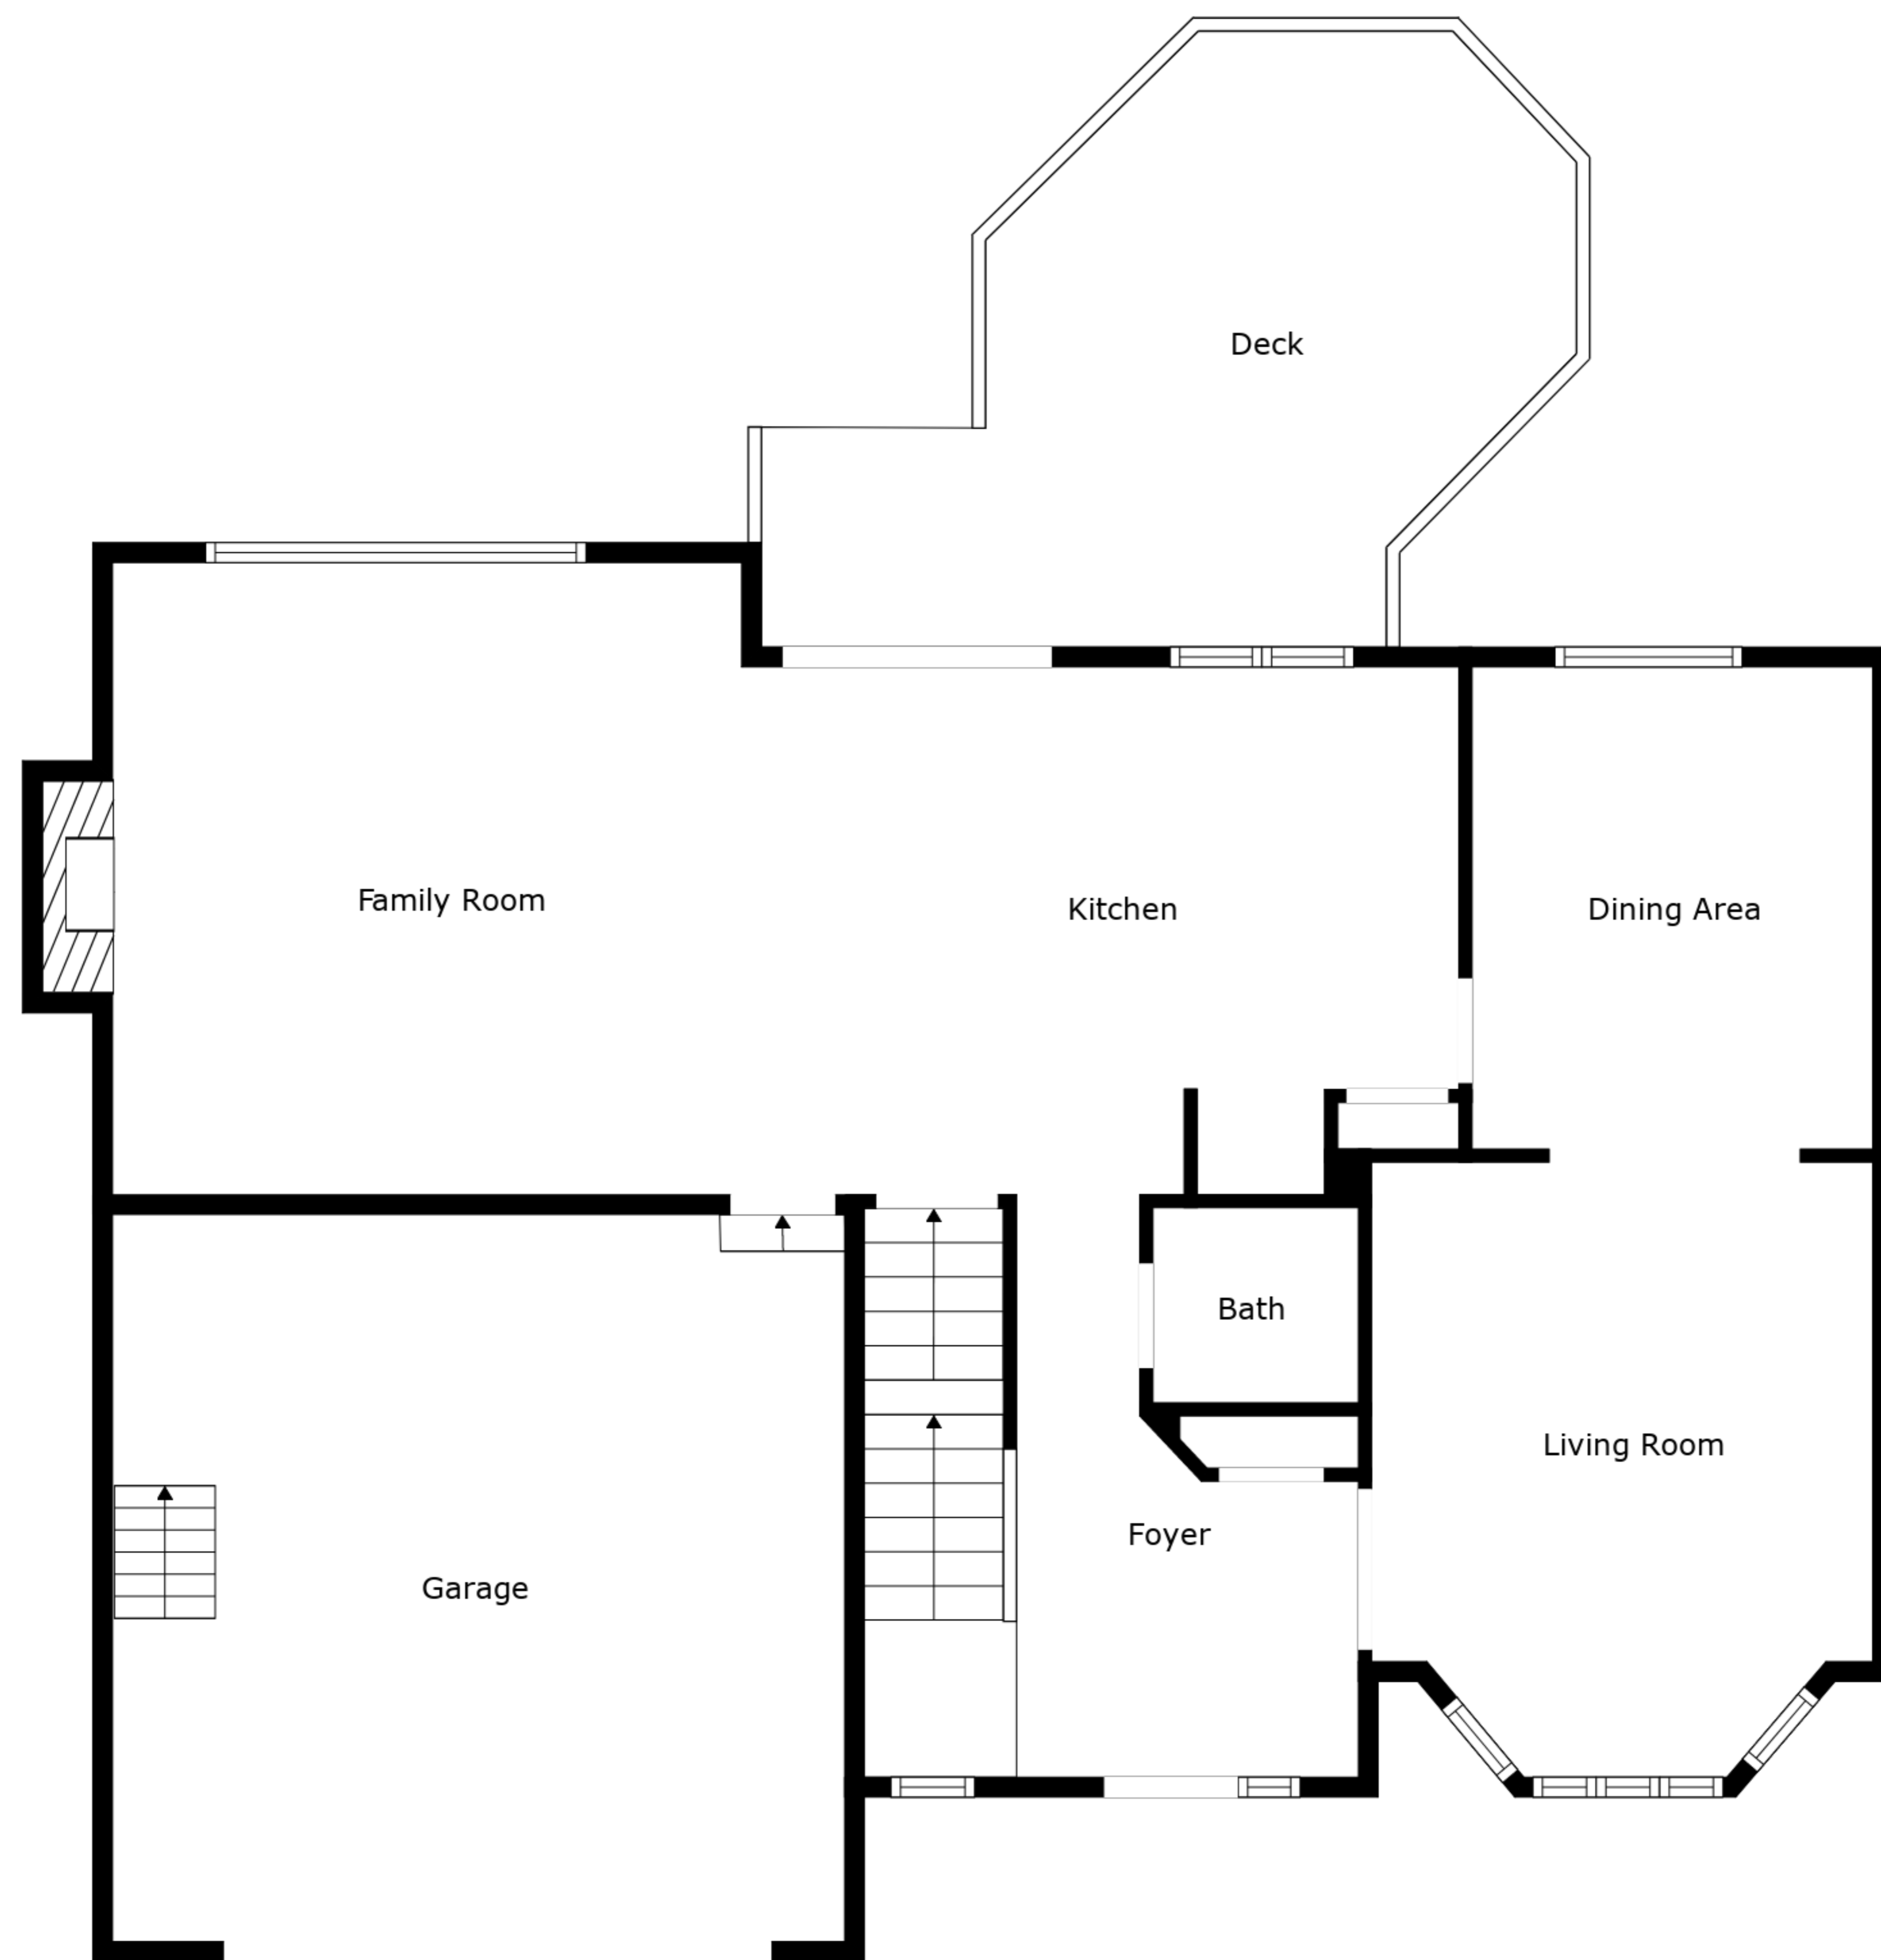 Deck
Family Room
Kitchen
Dining Area
Bath
Living Room
Foyer
Garage